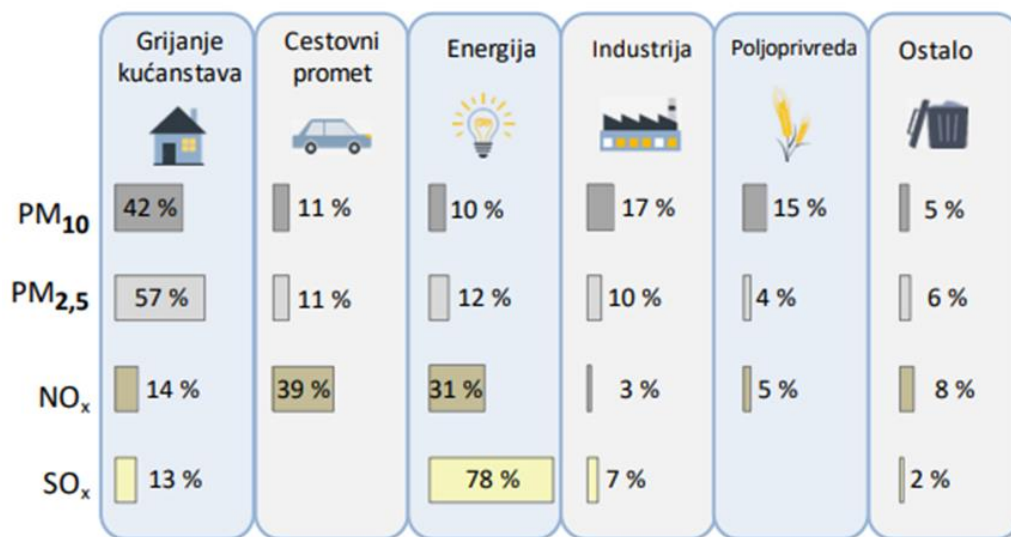 Grijanje
kućanstava
Cestovni
promet
Energija
Industrija
Poljoprivreda
Ostalo
PM10 42 % 11 % 10 % 17 % 15 % 5 %
PM2,5 57 % 11 % 12 % 10 % 4 % 6 %
NOx 14 % 39 % 31 % 3 % 5 % 8 %
SOx 13 % 78 % 7 % 2 %